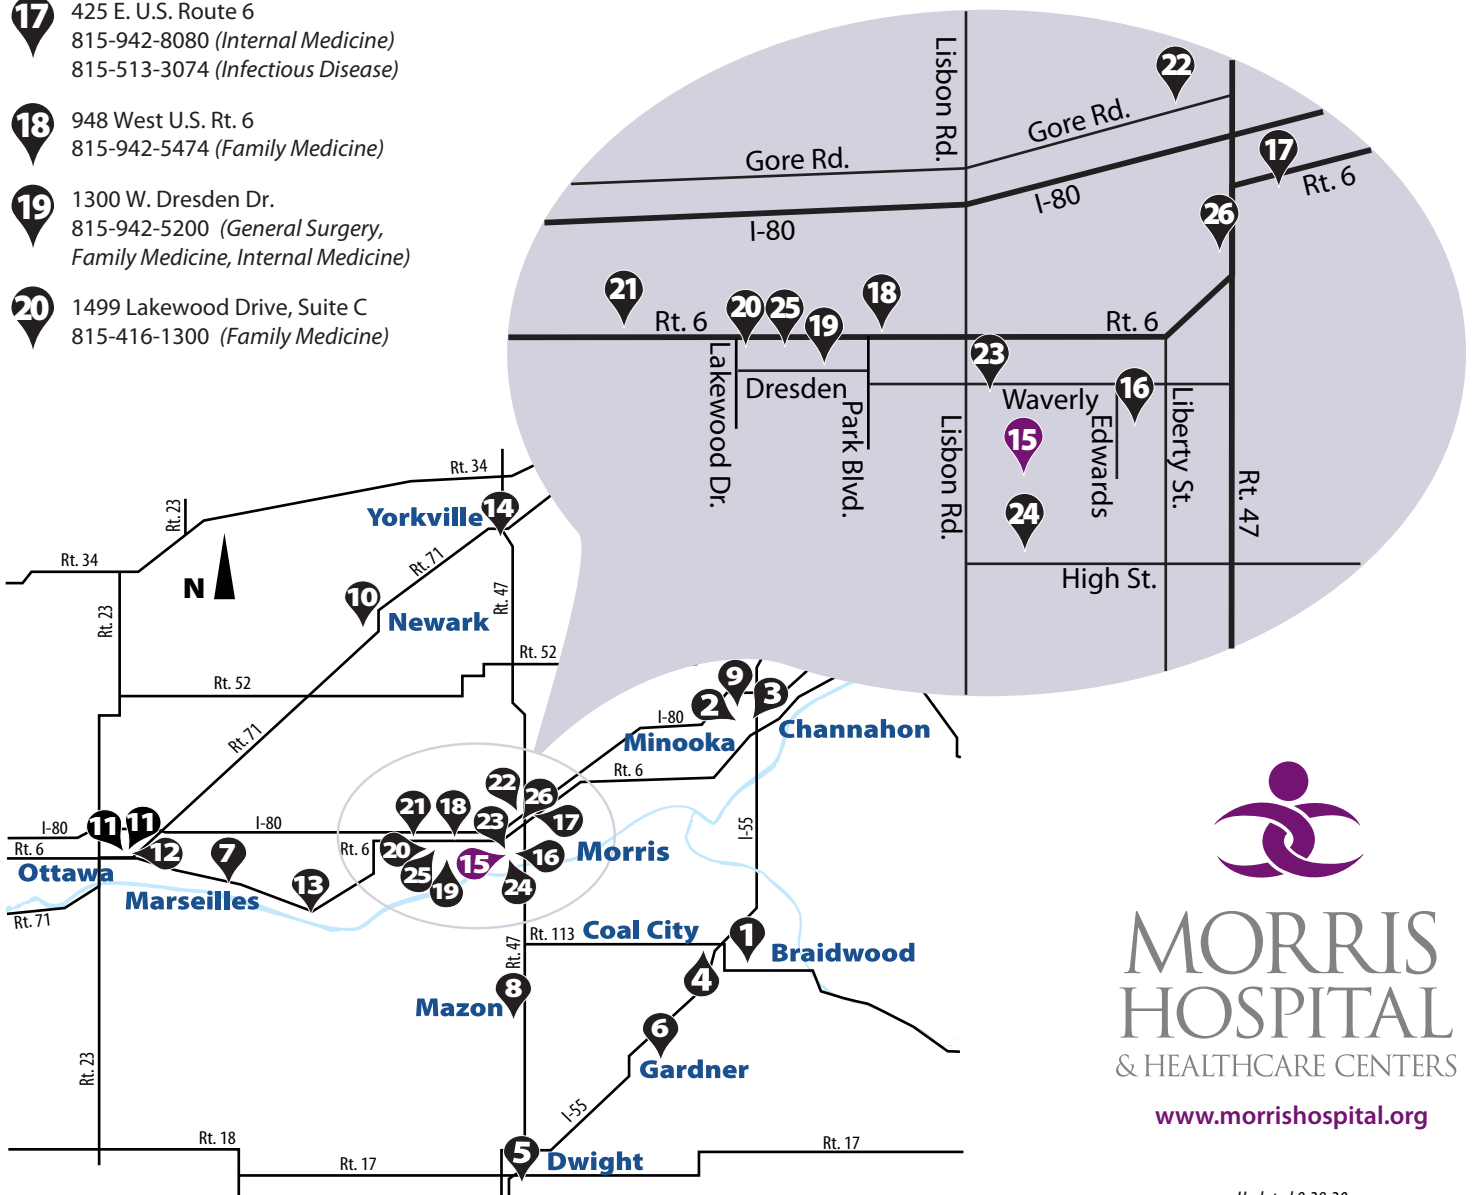 17
425 E. U.S. Route 6
815-942-8080 (Internal Medicine)
815-513-3074 (Infectious Disease)
18
948 West U.S. Rt. 6
815-942-5474 (Family Medicine)
19
1300 W. Dresden Dr.
815-942-5200 (General Surgery,
Family Medicine, Internal Medicine)
20
1499 Lakewood Drive, Suite C
815-416-1300 (Family Medicine)
Lisbon Rd.
22
Gore Rd.
Gore Rd.
17
Rt. 6
I-80
I-80
26
21
20
25
19
18
Rt. 6
Rt. 6
23
Lakewood Dr.
Dresden
Park Blvd.
Waverly
16
15
Edwards
Liberty St.
Lisbon Rd.
24
Rt. 47
High St.
Rt. 34
Rt. 23
Yorkville
14
Rt. 34
N
Rt. 71
10
Newark
Rt. 47
Rt. 23
Rt. 52
Rt. 52
9
2
3
I-80
Minooka
Channahon
Rt. 71
Rt. 6
22
26
21
18
23
17
11
11
I-80
I-80
I-55
Rt. 6
12
7
Rt. 6
20
15
16
Morris
Ottawa
25
19
24
13
Marseilles
Rt. 71
Rt. 47
Rt. 113
Coal City
1
Braidwood
4
8
Mazon
6
Gardner
Rt. 23
I-55
Rt. 18
Rt. 17
5
Dwight
Rt. 17
MORRIS
HOSPITAL
& HEALTHCARE CENTERS
www.morrishospital.org